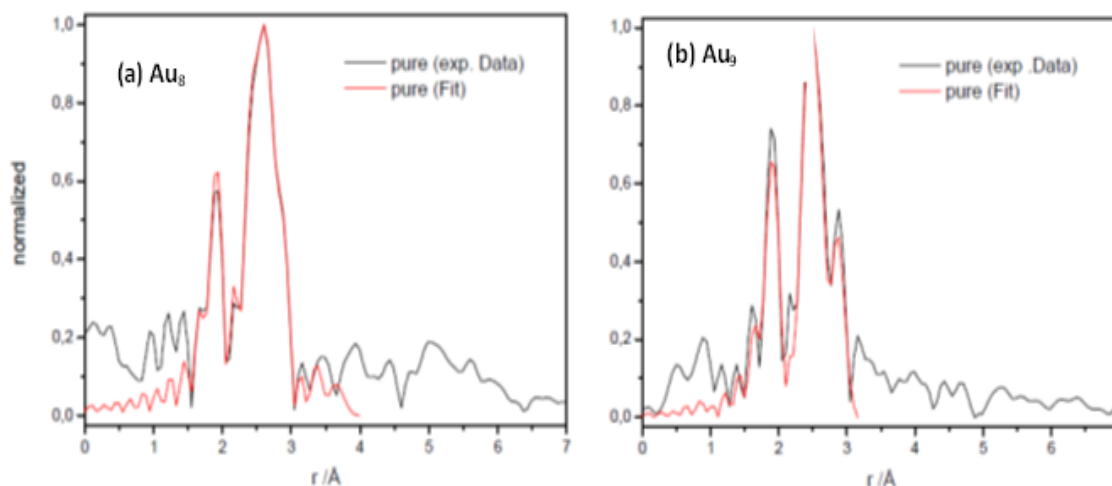 (a) Au₈
pure (exp. Data)
pure (Fit)
normalized
1,0
0,8
0,6
0,4
0,2
0,0
0 1 2 3 4 5 6 7
r /Å
(b) Au₉
pure (exp .Data)
pure (Fit)
1,0
0,8
0,6
0,4
0,2
0,0
0 1 2 3 4 5 6
r /Å